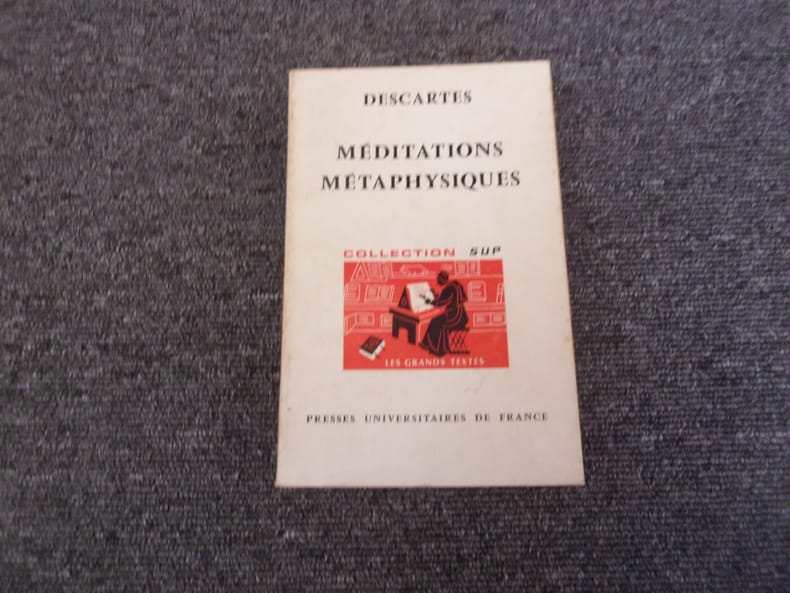 DESCARTES
MÉDITATIONS
MÉTAPHYSIQUES
COLLECTION SUP
LES GRANDS TEXTES
PRESSES UNIVERSITAIRES DE FRANCE